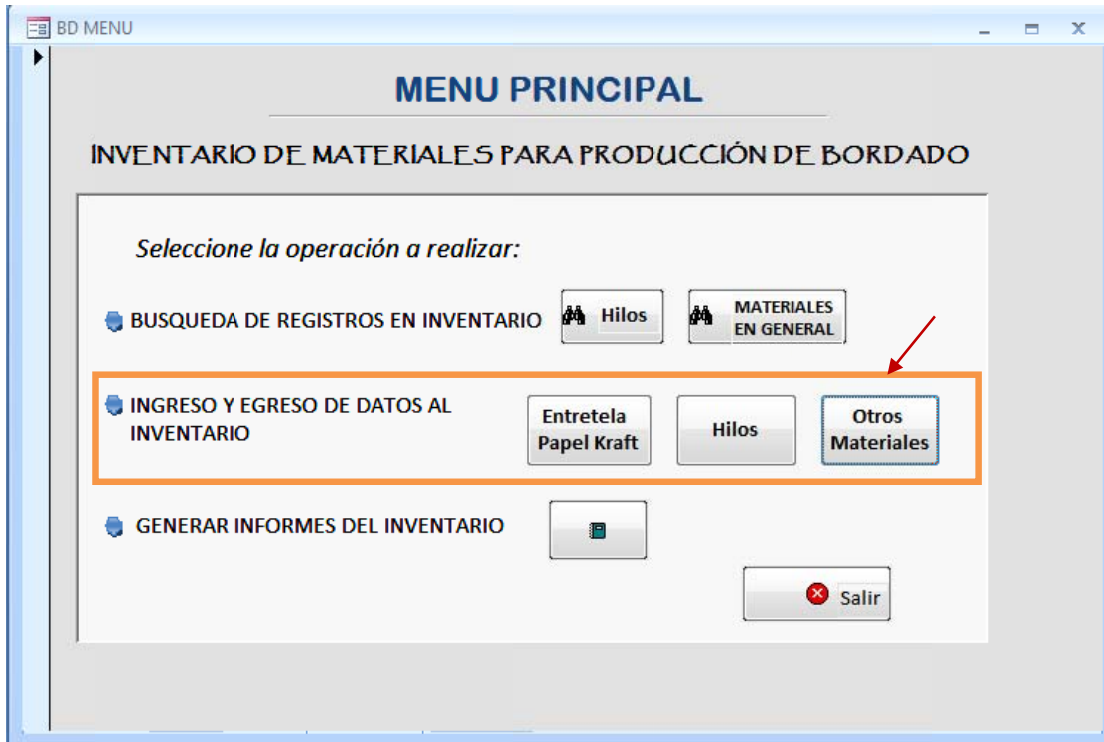 BD MENU
MENU PRINCIPAL
INVENTARIO DE MATERIALES PARA PRODUCCIÓN DE BORDADO
Seleccione la operación a realizar:
BUSQUEDA DE REGISTROS EN INVENTARIO
Hilos
MATERIALES
EN GENERAL
INGRESO Y EGRESO DE DATOS AL
INVENTARIO
Entretela
Papel Kraft
Hilos
Otros
Materiales
GENERAR INFORMES DEL INVENTARIO
Salir